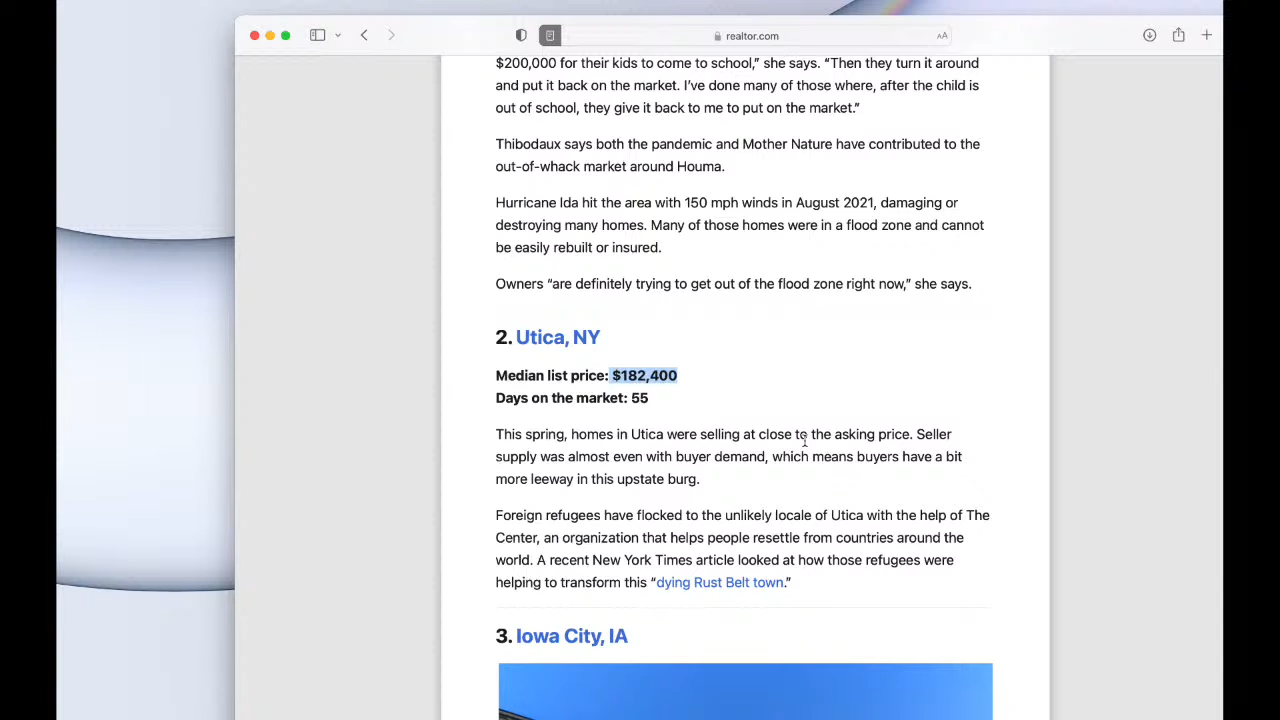 realtor.com
AA
$200,000 for their kids to come to school,” she says. “Then they turn it around
and put it back on the market. I’ve done many of those where, after the child is
out of school, they give it back to me to put on the market.”
Thibodaux says both the pandemic and Mother Nature have contributed to the
out-of-whack market around Houma.
Hurricane Ida hit the area with 150 mph winds in August 2021, damaging or
destroying many homes. Many of those homes were in a flood zone and cannot
be easily rebuilt or insured.
Owners “are definitely trying to get out of the flood zone right now,” she says.
2. Utica, NY
Median list price: $182,400
Days on the market: 55
This spring, homes in Utica were selling at close to the asking price. Seller
supply was almost even with buyer demand, which means buyers have a bit
more leeway in this upstate burg.
Foreign refugees have flocked to the unlikely locale of Utica with the help of The
Center, an organization that helps people resettle from countries around the
world. A recent New York Times article looked at how those refugees were
helping to transform this “dying Rust Belt town.”
3. Iowa City, IA